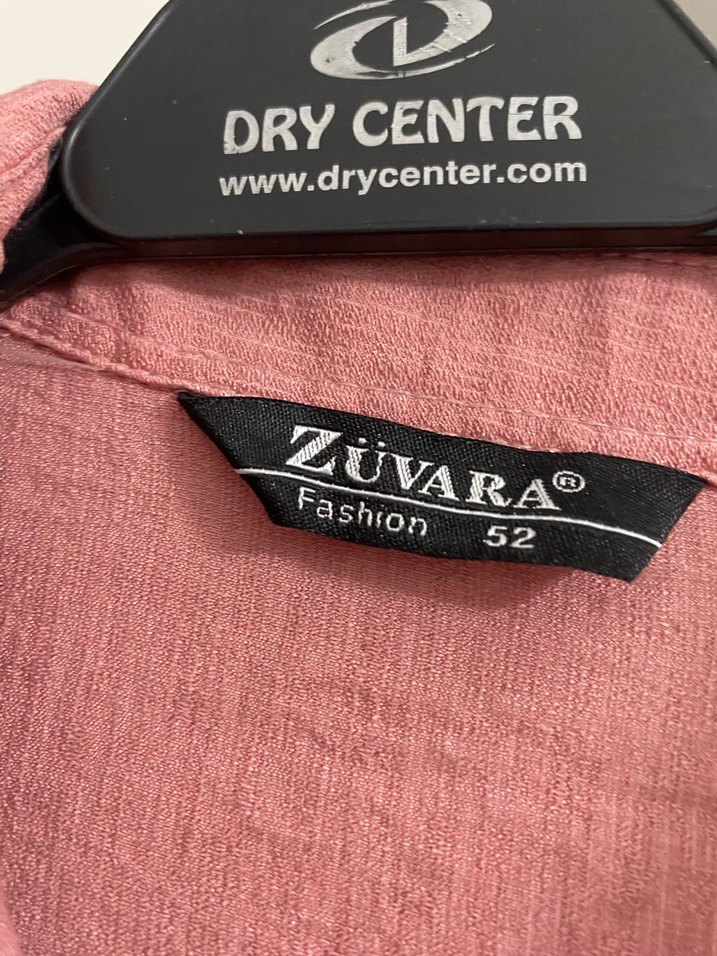 DRY CENTER
www.drycenter.com
ZÜVARA®
Fashion 52